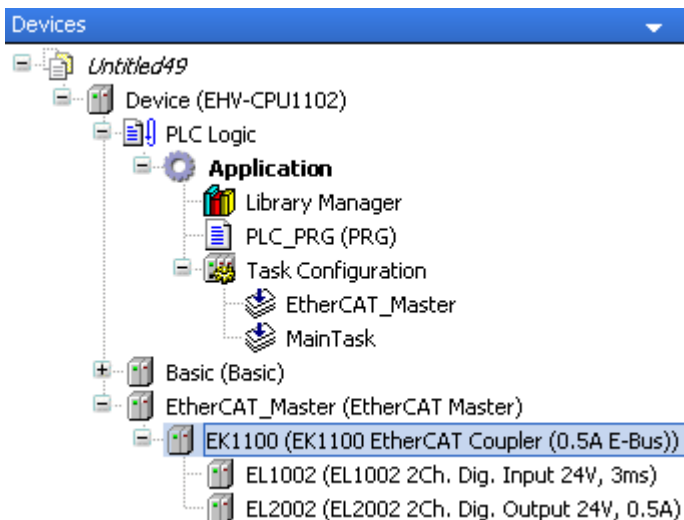 Devices
Untitled49
Device (EHV-CPU1102)
PLC Logic
Application
Library Manager
PLC_PRG (PRG)
Task Configuration
EtherCAT_Master
MainTask
Basic (Basic)
EtherCAT_Master (EtherCAT Master)
EK1100 (EK1100 EtherCAT Coupler (0.5A E-Bus))
EL1002 (EL1002 2Ch. Dig. Input 24V, 3ms)
EL2002 (EL2002 2Ch. Dig. Output 24V, 0.5A)